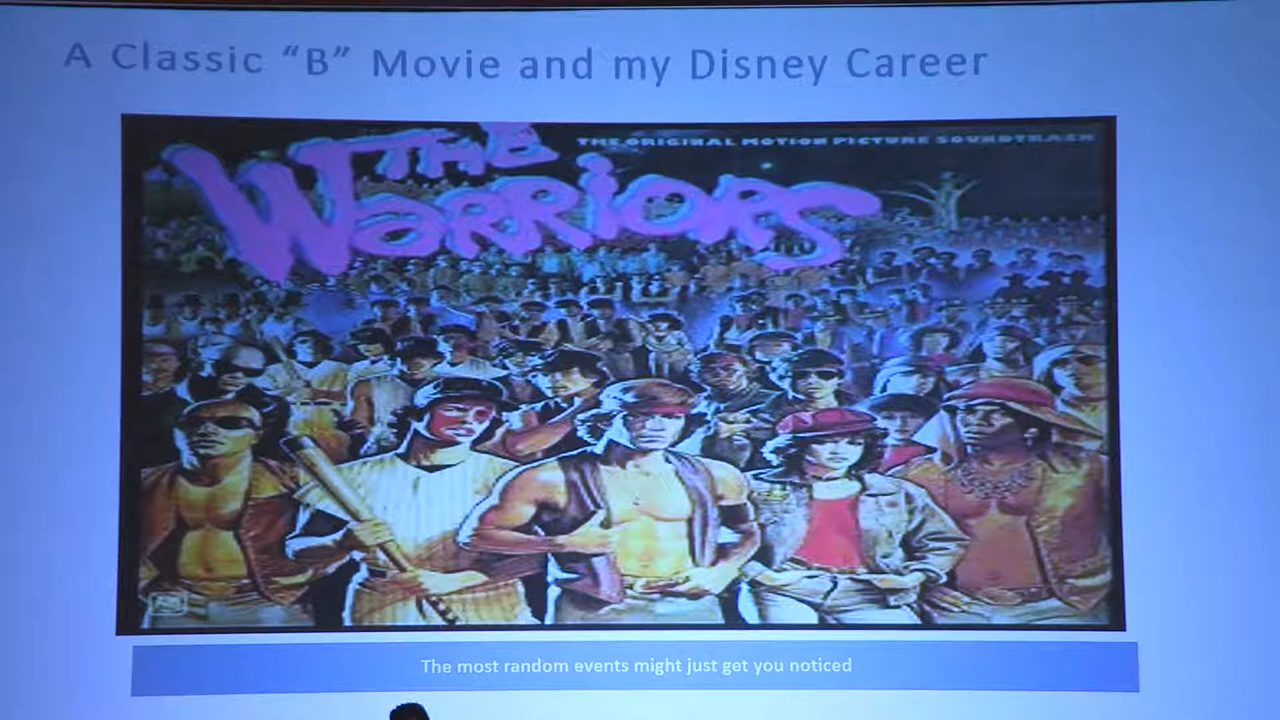 A Classic “B” Movie and my Disney Career
THE ORIGINAL MOTION PICTURE SOUNDTRACK
THE
WARRIORS
The most random events might just get you noticed